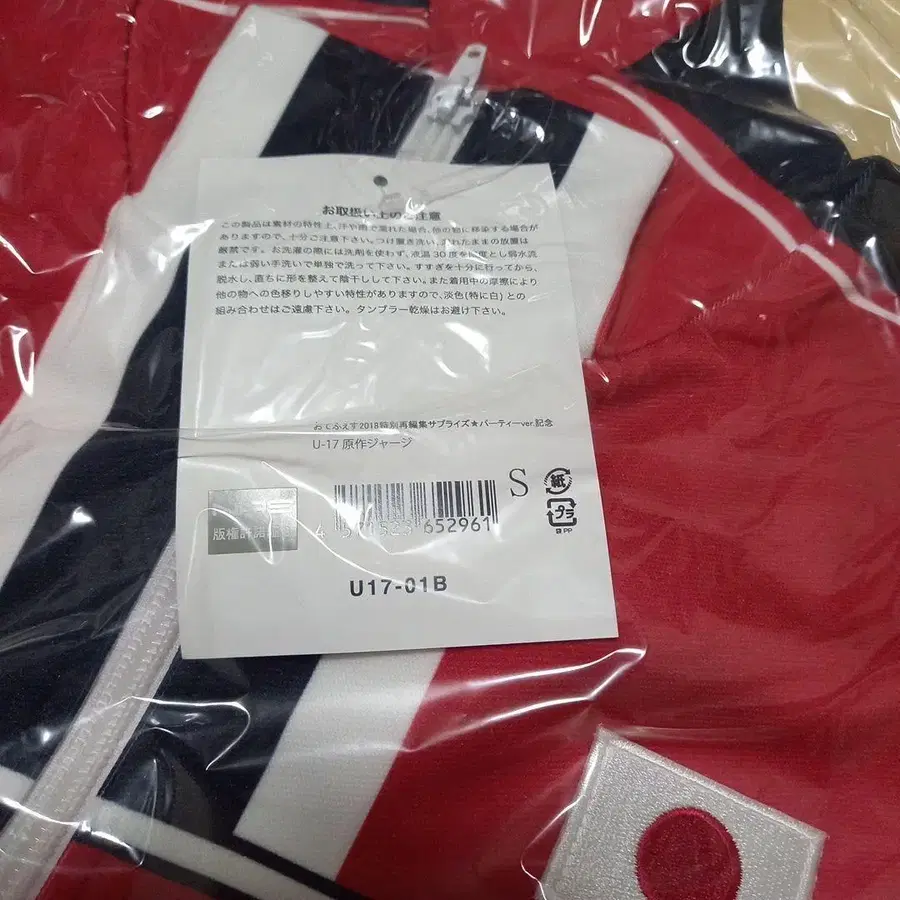 お取扱い上のご注意
この製品は素材の特性上、汗や雨で濡れた場合、他の物に移染する場合が
ありますので、十分ご注意下さい。つけ置き洗い、濡れたままの放置は
厳禁です。お洗濯の際には洗剤を使わず、液温30度を限度とし弱水流
または弱い手洗いで単独で洗って下さい。すすぎを十分に行ってから、
脱水し、直ちに形を整えて陰干しして下さい。また着用中の摩擦により
他の物への色移りしやすい特性がありますので、淡色(特に白)との
組み合わせはご遠慮下さい。タンブラー乾燥はお避け下さい。
おてふぇす2018特別再編集サプライズ★パーティーver.記念
U-17 原作ジャージ
S
紙
プラ
PP
版権許諾
652961
U17-01B